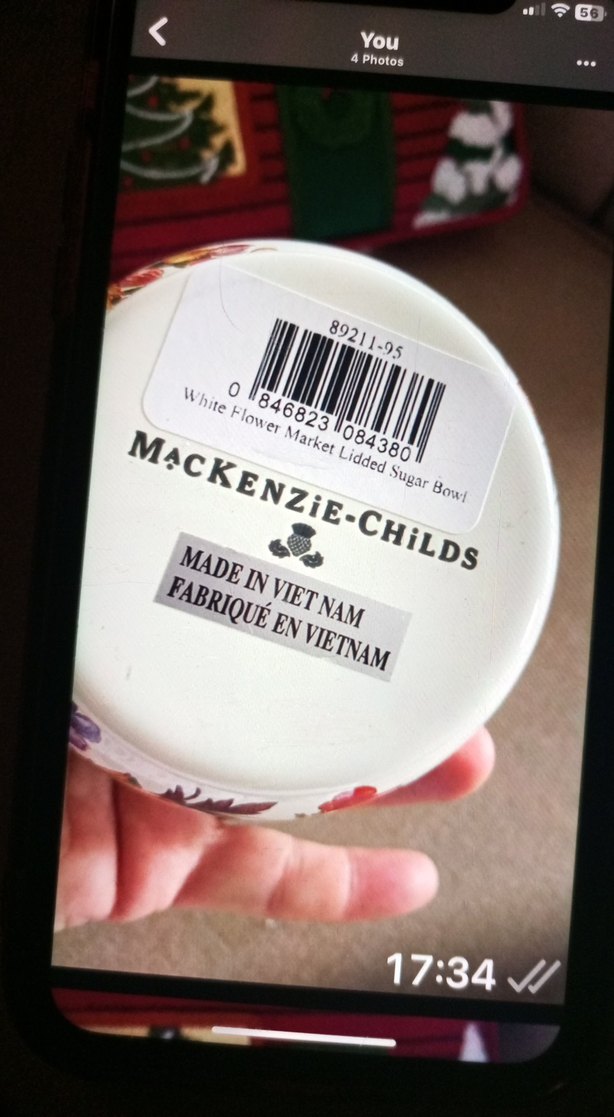 56
You
4 Photos
89211-95
0 846823 084380
White Flower Market Lidded Sugar Bowl
MACKENZiE-CHiLDS
MADE IN VIET NAM
FABRIQUÉ EN VIETNAM
17:34